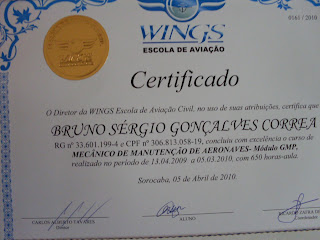 0161 / 2010
WINGS
ESCOLA DE AVIAÇÃO
Certificado
O Diretor da WINGS Escola de Aviação Civil, no uso de suas atribuições, certifica que
BRUNO SÉRGIO GONÇALVES CORREA
RG nº 33.601.199-4 e CPF nº 306.813.058-19, concluiu com excelência o curso de
MECÂNICO DE MANUTENÇÃO DE AERONAVES- Módulo GMP,
realizado no período de 13.04.2009 a 05.03.2010, com 650 horas-aula.
Sorocaba, 05 de Abril de 2010.
CARLOS ALBERTO TAVARES
ALUNO
Coordenador